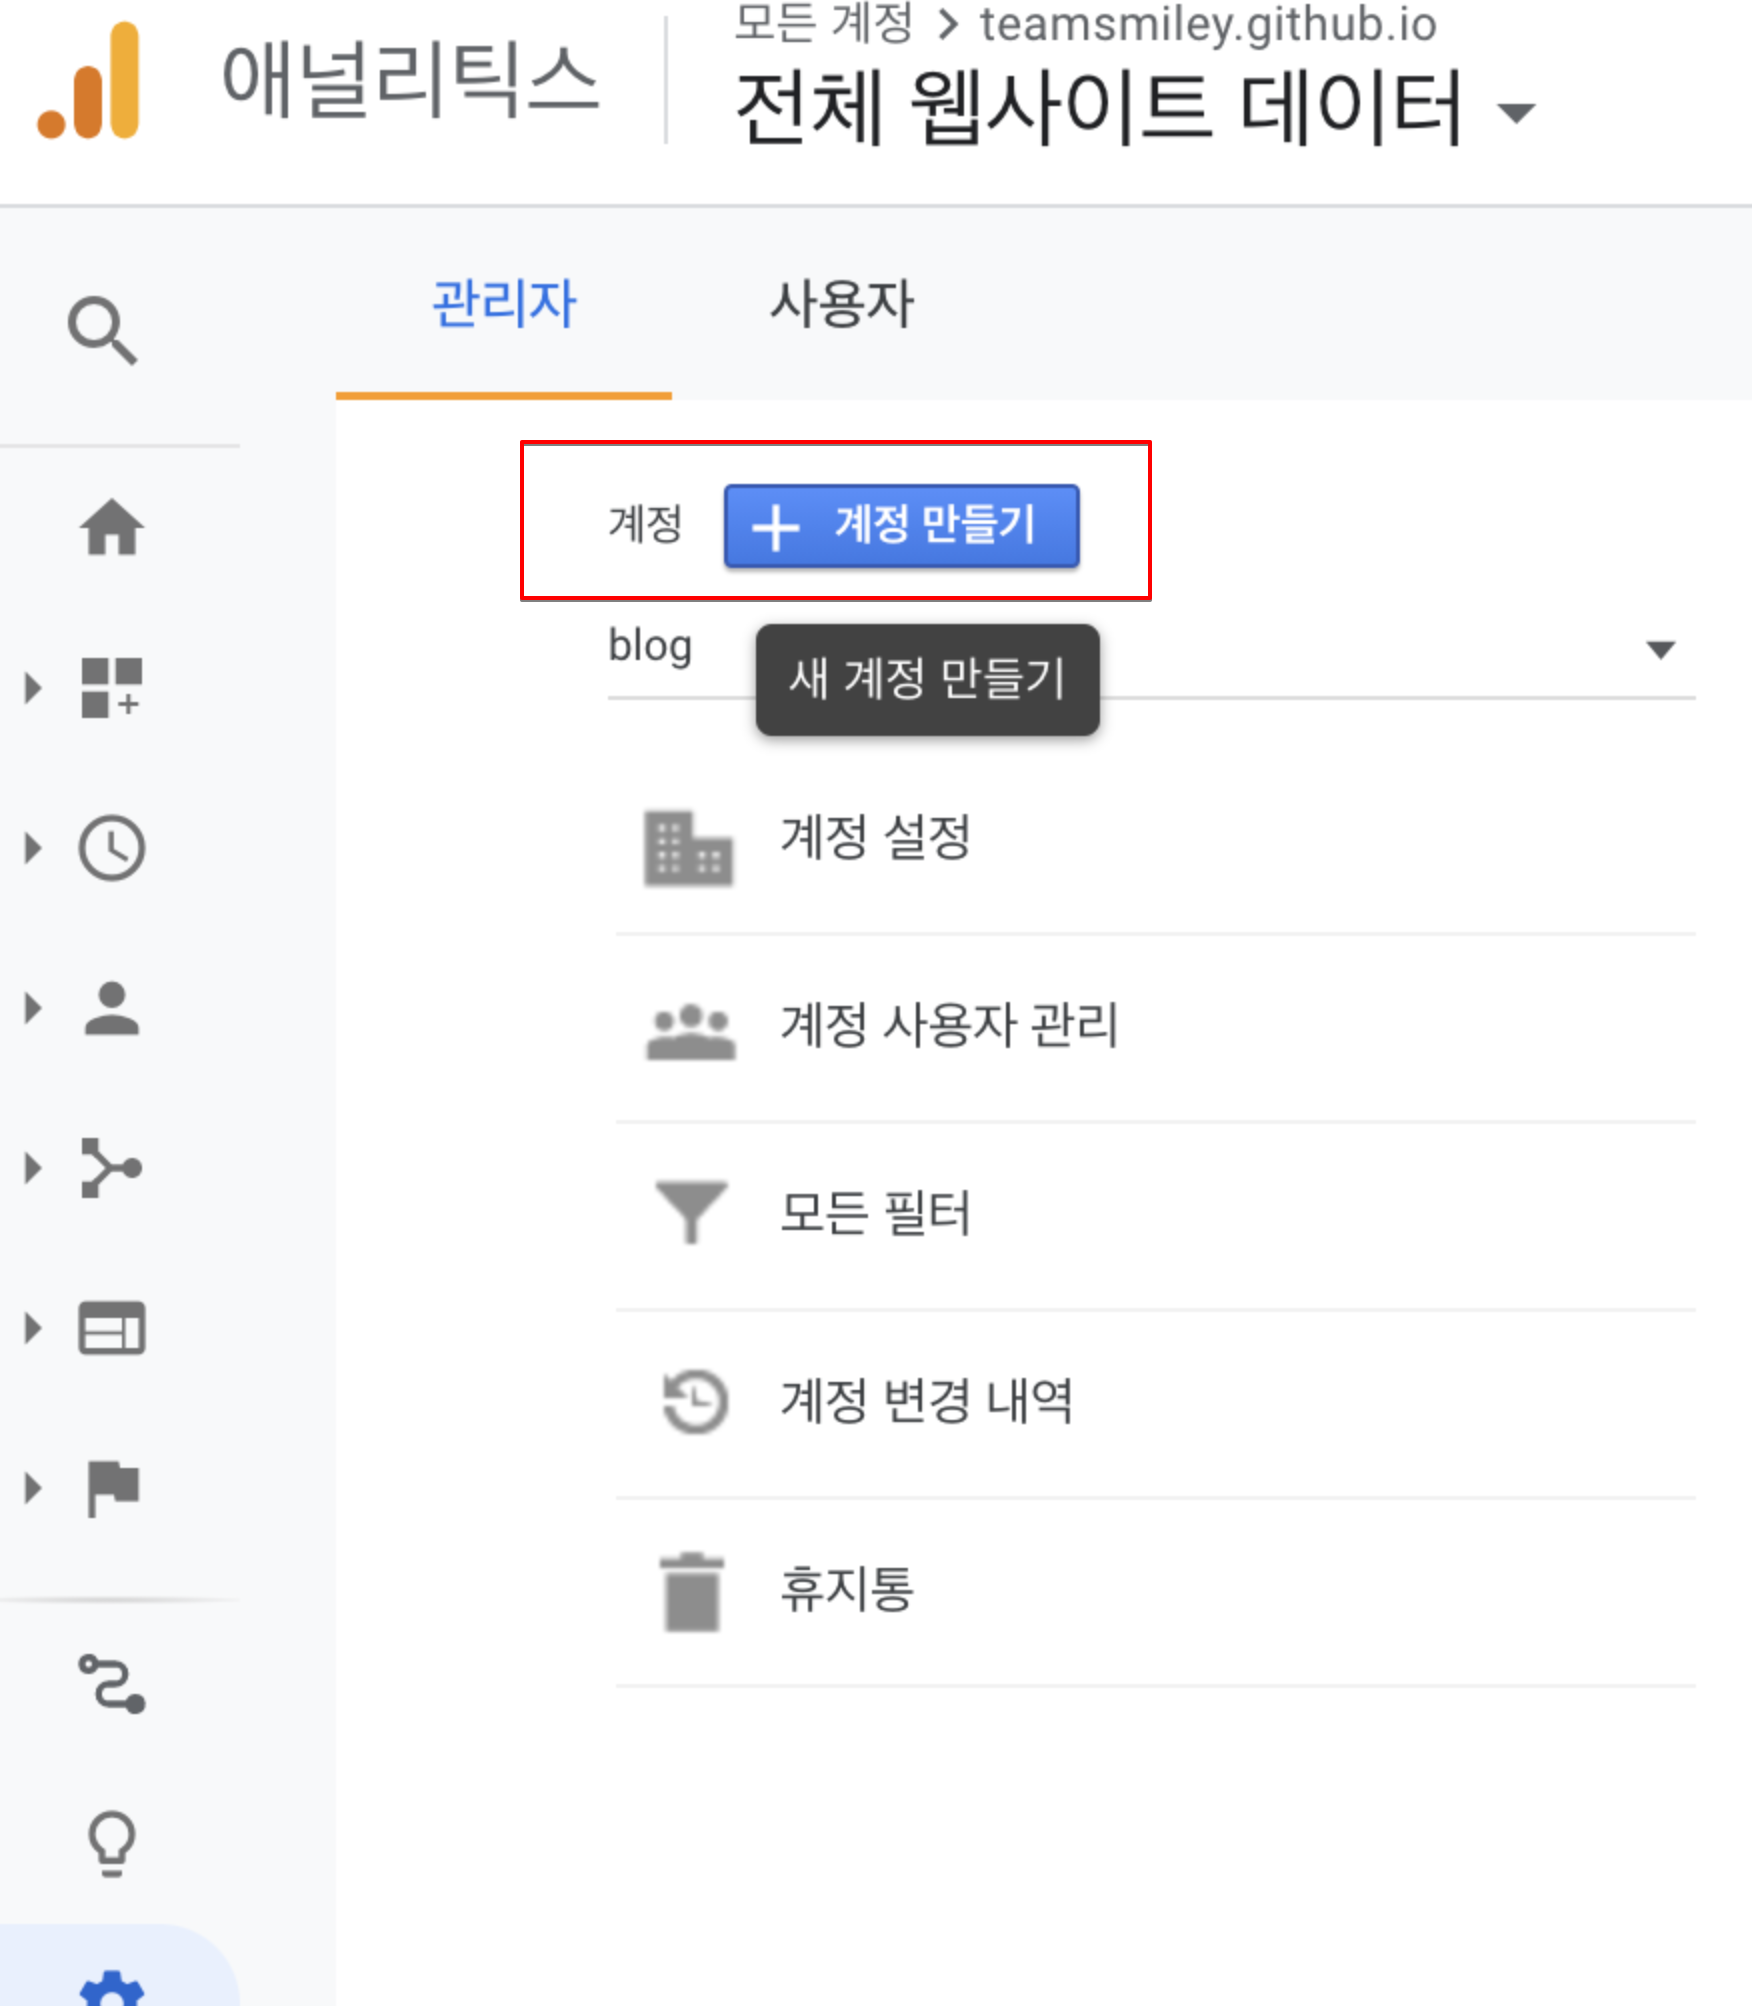 애널리틱스
모든 계정 > teamsmiley.github.io
전체 웹사이트 데이터
관리자 사용자
계정 + 계정 만들기
blog
새 계정 만들기
계정 설정
계정 사용자 관리
모든 필터
계정 변경 내역
휴지통